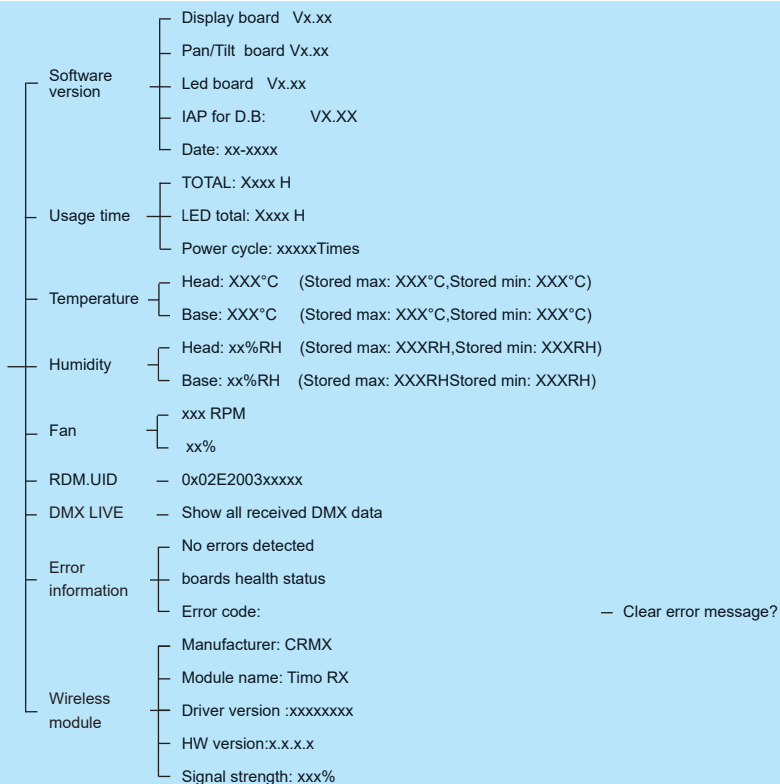 Software
version
Display board Vx.xx
Pan/Tilt board Vx.xx
Led board Vx.xx
IAP for D.B: VX.XX
Date: xx-xxxx
Usage time
TOTAL: Xxxx H
LED total: Xxxx H
Power cycle: xxxxxTimes
Temperature
Head: XXX°C (Stored max: XXX°C,Stored min: XXX°C)
Base: XXX°C (Stored max: XXX°C,Stored min: XXX°C)
Humidity
Head: xx%RH (Stored max: XXXRH,Stored min: XXXRH)
Base: xx%RH (Stored max: XXXRHStored min: XXXRH)
Fan
xxx RPM
xx%
RDM.UID
0x02E2003xxxxx
DMX LIVE
Show all received DMX data
Error
information
No errors detected
boards health status
Error code:
Clear error message?
Wireless
module
Manufacturer: CRMX
Module name: Timo RX
Driver version :xxxxxxxx
HW version:x.x.x.x
Signal strength: xxx%